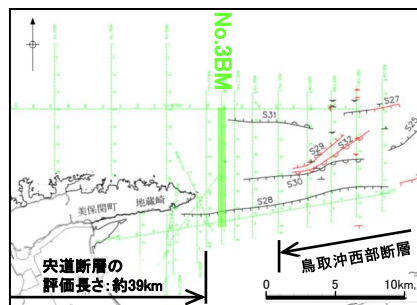 No.3BM
S27
S31
S25
S29
S32
S30
S28
美保関町 地蔵崎
宍道断層の
評価長さ:約39km
鳥取沖西部断層
0 5 10km